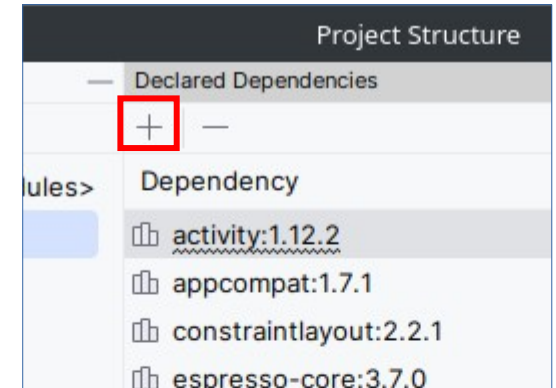 Project Structure
Declared Dependencies
dules>
Dependency
activity:1.12.2
appcompat:1.7.1
constraintlayout:2.2.1
espresso-core:3.7.0